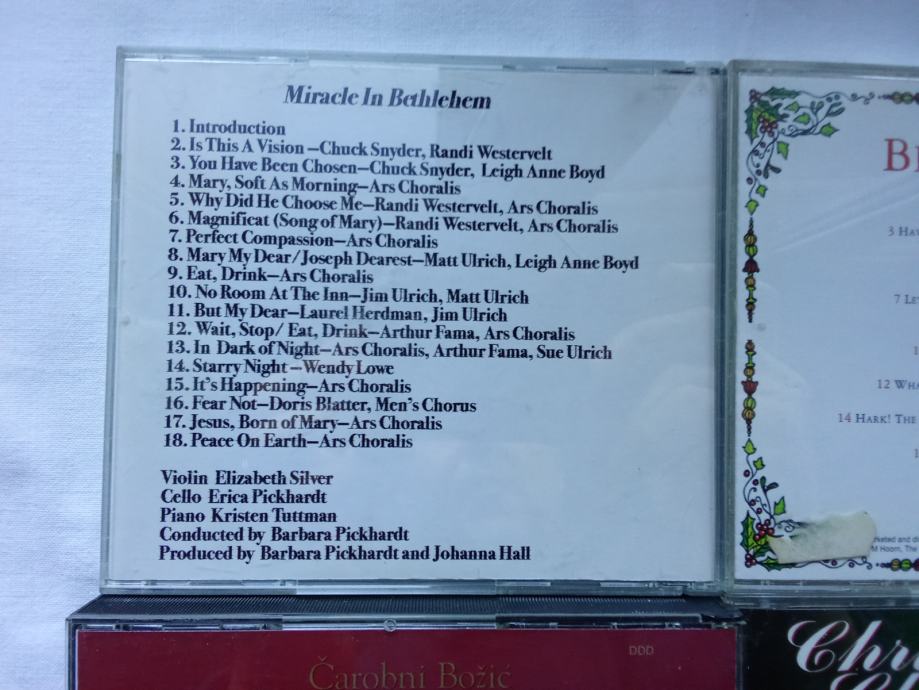 Miracle In Bethlehem
1. Introduction
2. Is This A Vision –Chuck Snyder, Randi Westervelt
3. You Have Been Chosen–Chuck Snyder, Leigh Anne Boyd
4. Mary, Soft As Morning–Ars Choralis
5. Why Did He Choose Me–Randi Westervelt, Ars Choralis
6. Magnificat (Song of Mary)–Randi Westervelt, Ars Choralis
7. Perfect Compassion–Ars Choralis
8. Mary My Dear/Joseph Dearest–Matt Ulrich, Leigh Anne Boyd
9. Eat, Drink–Ars Choralis
10. No Room At The Inn–Jim Ulrich, Matt Ulrich
11. But My Dear–Laurel Herdman, Jim Ulrich
12. Wait, Stop/ Eat, Drink–Arthur Fama, Ars Choralis
13. In Dark of Night–Ars Choralis, Arthur Fama, Sue Ulrich
14. Starry Night –Wendy Lowe
15. It's Happening–Ars Choralis
16. Fear Not–Doris Blatter, Men's Chorus
17. Jesus, Born of Mary–Ars Choralis
18. Peace On Earth–Ars Choralis
Violin Elizabeth Silver
Cello Erica Pickhardt
Piano Kristen Tuttman
Conducted by Barbara Pickhardt
Produced by Barbara Pickhardt and Johanna Hall
3
7
12
14 Hark! The
M Hoorn, The
DDD
Čarobni Božić